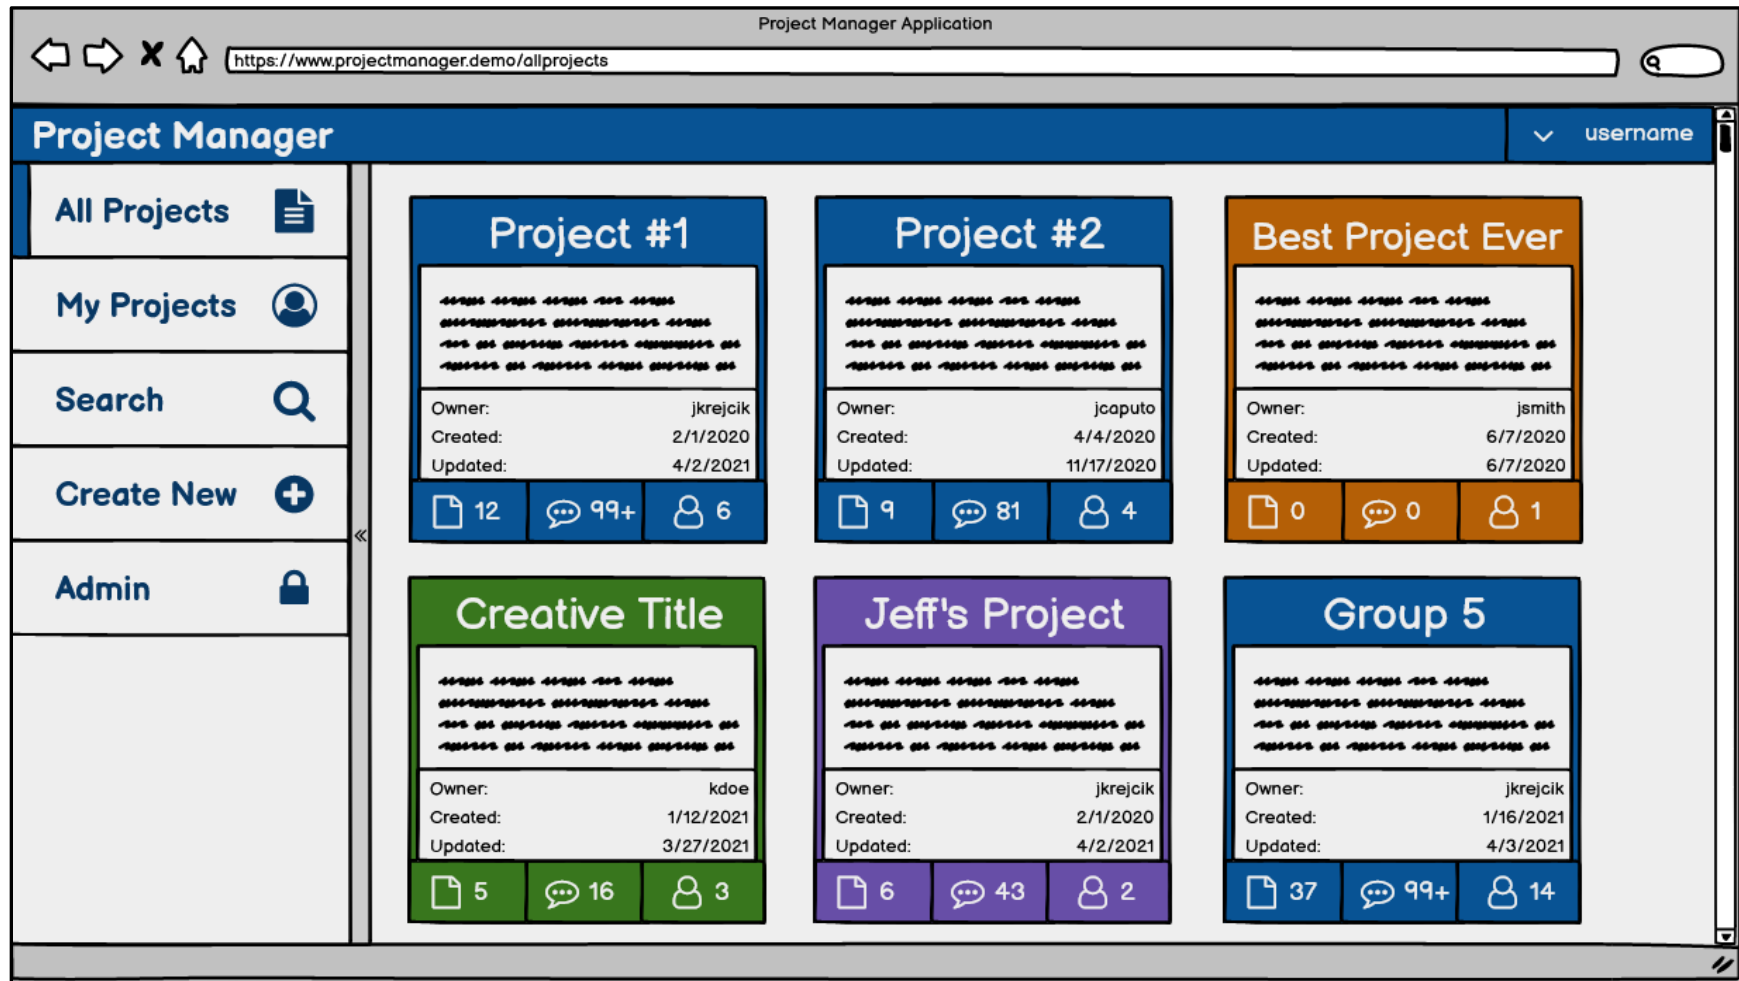 Project Manager Application
https://www.projectmanager.demo/allprojects
Project Manager
username
All Projects
My Projects
Search
Create New
Admin
«
Project #1
Owner: jkrejcik
Created: 2/1/2020
Updated: 4/2/2021
12 99+ 6
Project #2
Owner: jcaputo
Created: 4/4/2020
Updated: 11/17/2020
9 81 4
Best Project Ever
Owner: jsmith
Created: 6/7/2020
Updated: 6/7/2020
0 0 1
Creative Title
Owner: kdoe
Created: 1/12/2021
Updated: 3/27/2021
5 16 3
Jeff's Project
Owner: jkrejcik
Created: 2/1/2020
Updated: 4/2/2021
6 43 2
Group 5
Owner: jkrejcik
Created: 1/16/2021
Updated: 4/3/2021
37 99+ 14